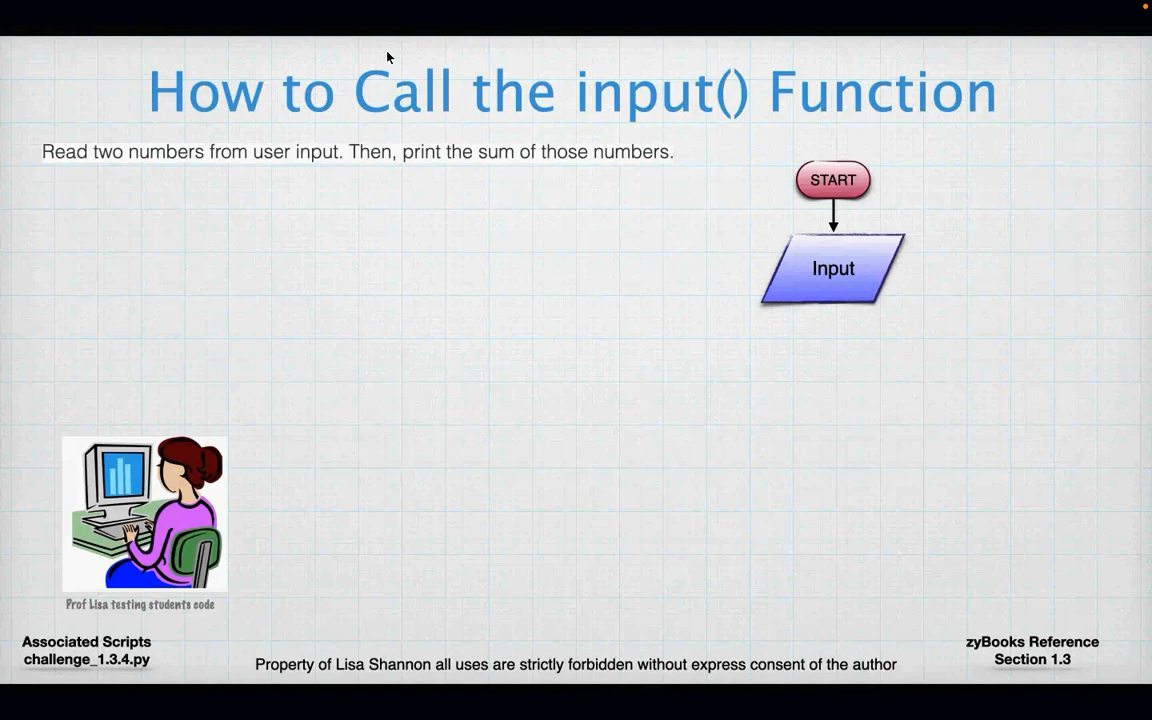 How to Call the input() Function
Read two numbers from user input. Then, print the sum of those numbers.
START
Input
Prof Lisa testing students code
Associated Scripts
challenge_1.3.4.py
Property of Lisa Shannon all uses are strictly forbidden without express consent of the author
zyBooks Reference
Section 1.3